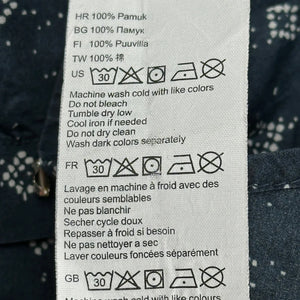 HR 100% Pamuk
BG 100% Памук
FI 100% Puuvilla
TW 100% 棉
US 30
Machine wash cold with like colors
Do not bleach
Tumble dry low
Cool iron if needed
Do not dry clean
Wash dark colors separately
FR 30
Lavage en machine à froid avec des
couleurs semblables
Ne pas blanchir
Secher cycle doux
Repasser à froid si nécessaire
Ne pas nettoyer a sec
Laver couleurs foncées séparément
GB 30